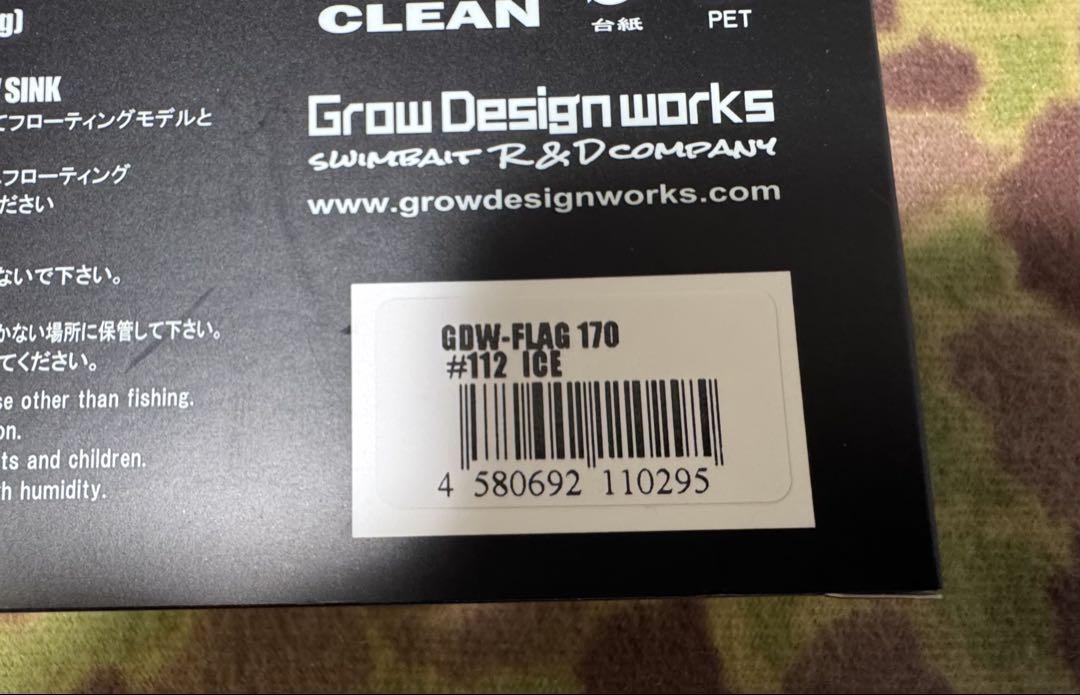 g)
SINK
てフローティングモデルと
フローティング
ださい
ないで下さい。
かない場所に保管して下さい。
てください。
se other than fishing.
on.
ts and children.
h humidity.
CLEAN
台紙
PET
Grow Design works
SWIMBAIT R & D COMPANY
www.growdesignworks.com
GDW-FLAG 170
#112 ICE
4 580692 110295